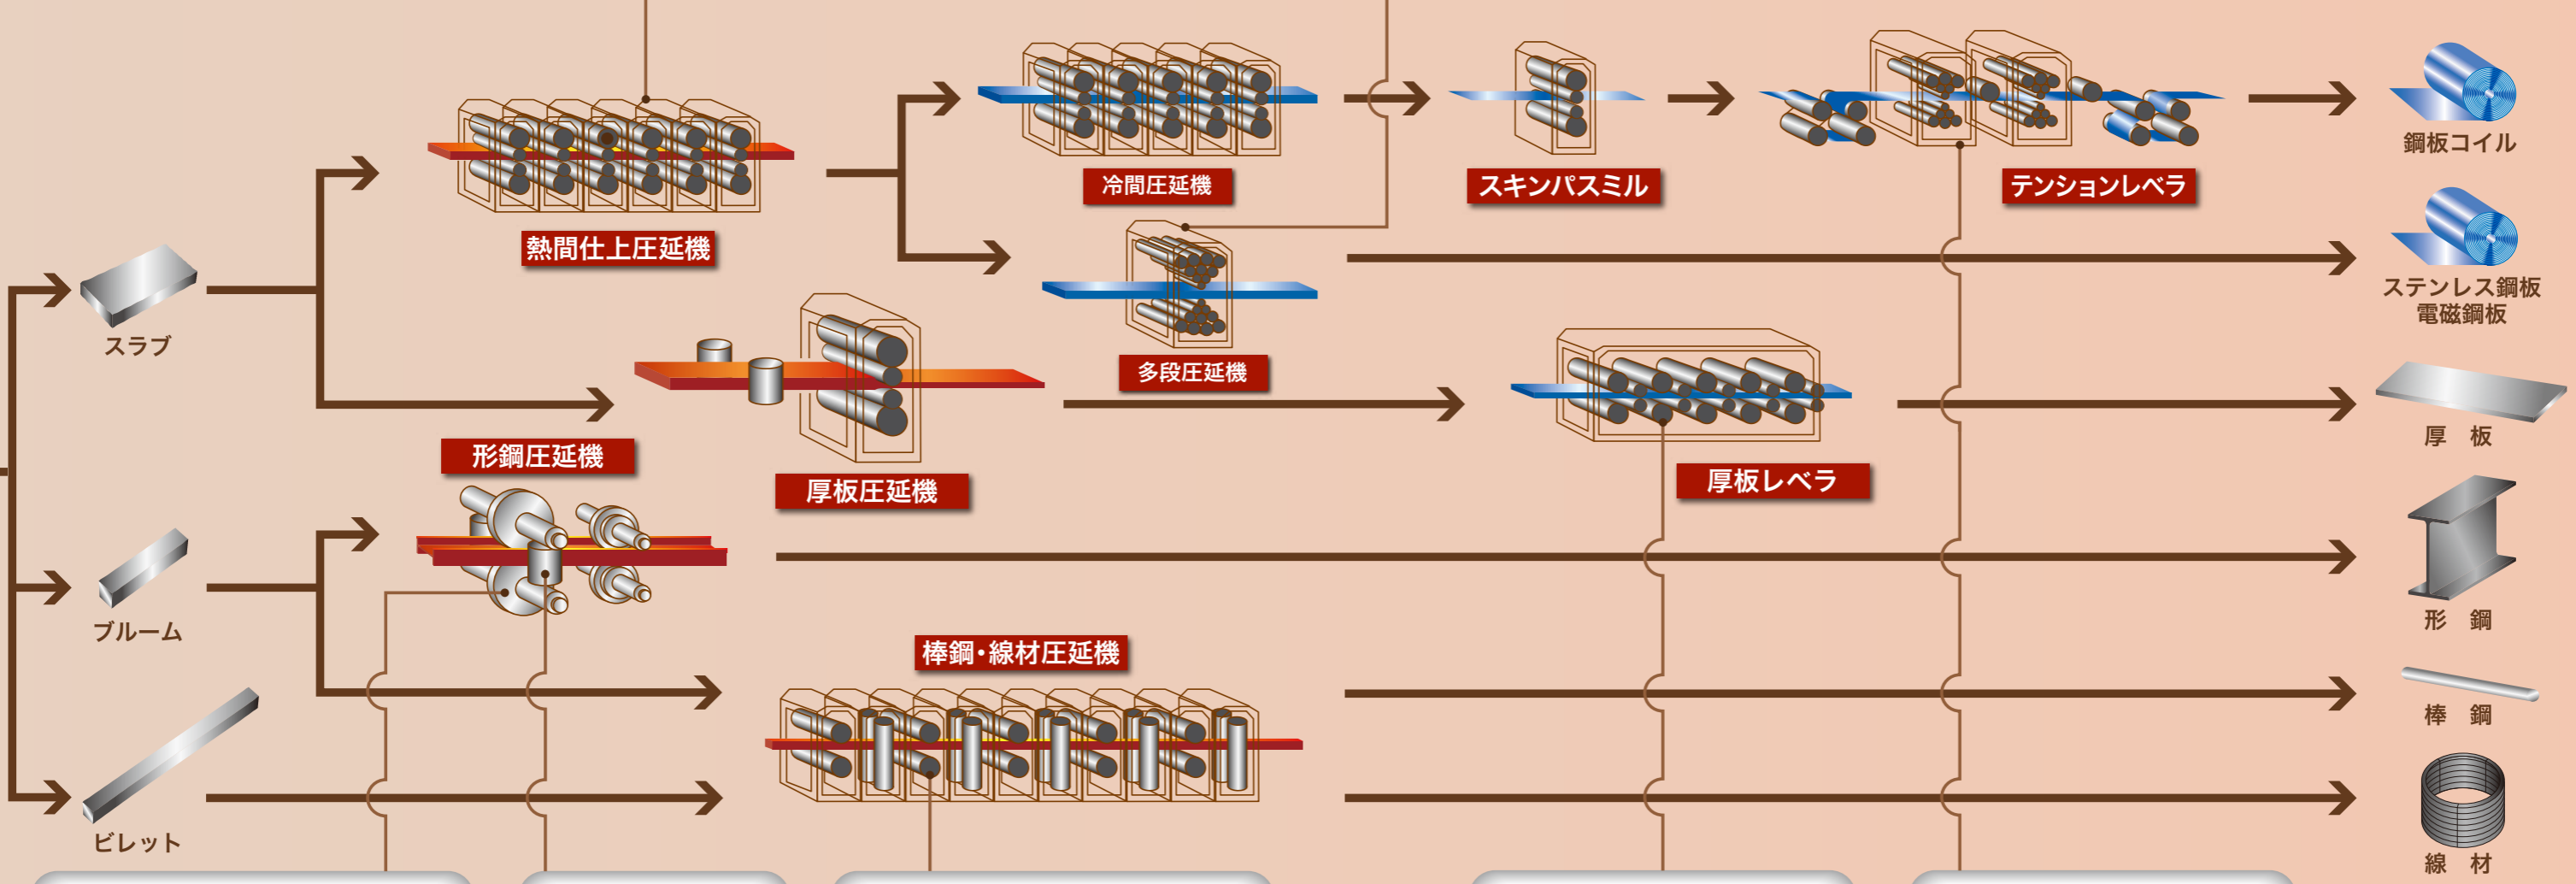 鋼板コイル
冷間圧延機
スキンパスミル
テンションレベラ
熱間仕上圧延機
ステンレス鋼板
電磁鋼板
スラブ
多段圧延機
厚 板
形鋼圧延機
厚板圧延機
厚板レベラ
形 鋼
ブルーム
棒鋼・線材圧延機
棒 鋼
ビレット
線 材